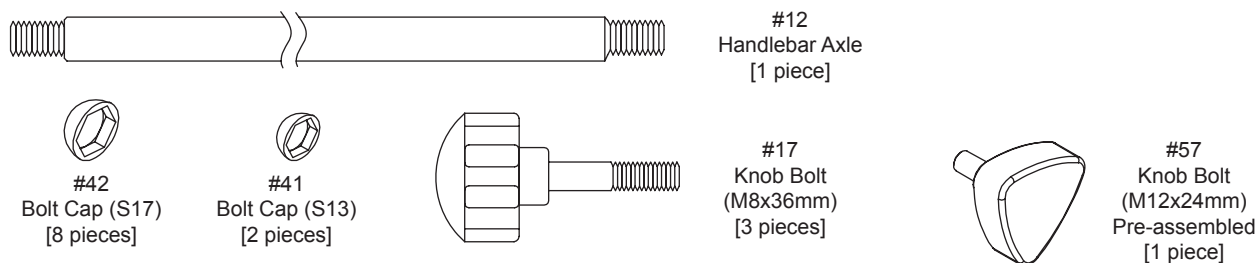 #12
Handlebar Axle
[1 piece]
#42
Bolt Cap (S17)
[8 pieces]
#41
Bolt Cap (S13)
[2 pieces]
#17
Knob Bolt
(M8x36mm)
[3 pieces]
#57
Knob Bolt
(M12x24mm)
Pre-assembled
[1 piece]